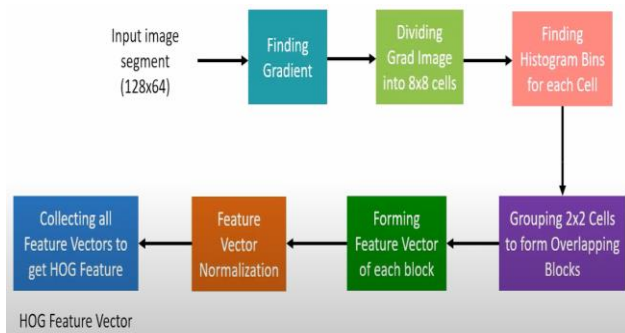 Input image
segment
(128x64)
Finding
Gradient
Dividing
Grad Image
into 8x8 cells
Finding
Histogram Bins
for each Cell
Grouping 2x2 Cells
to form Overlapping
Blocks
Forming
Feature Vector
of each block
Feature
Vector
Normalization
Collecting all
Feature Vectors to
get HOG Feature
HOG Feature Vector